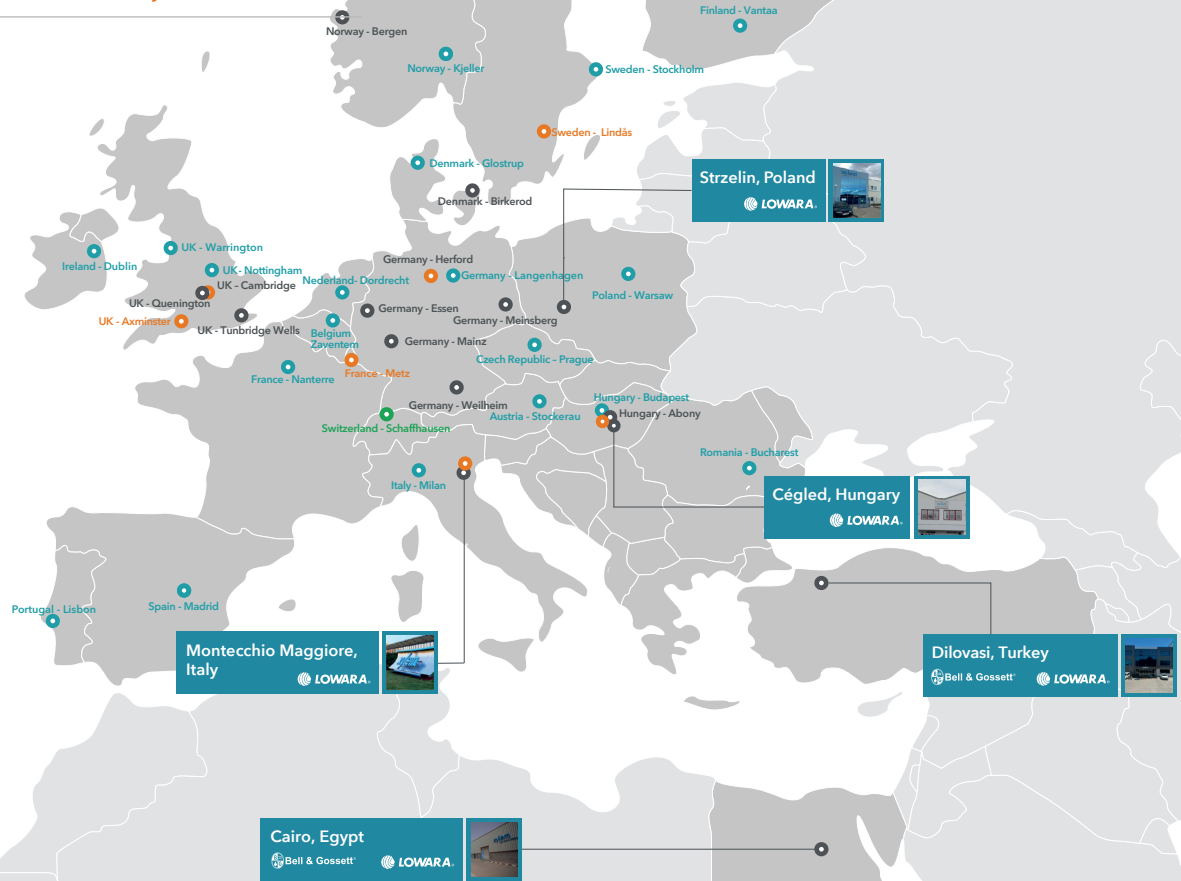 Finland - Vantaa
Norway - Bergen
Norway - Kjeller
Sweden - Stockholm
Sweden - Lindås
Denmark - Glostrup
Strzelin, Poland
LOWARA
Denmark - Birkerod
UK - Warrington
Ireland - Dublin
UK - Nottingham
Germany - Herford
Germany - Langenhagen
Nederland- Dordrecht
UK - Cambridge
Poland - Warsaw
UK - Quenington
Germany - Essen
UK - Axminster
Germany - Meinsberg
UK - Tunbridge Wells
Belgium
Zaventem
Germany - Mainz
Czech Republic - Prague
France - Metz
France - Nanterre
Hungary - Budapest
Germany - Weilheim
Hungary - Abony
Austria - Stockerau
Switzerland - Schaffhausen
Romania - Bucharest
Italy - Milan
Cégled, Hungary
LOWARA
Spain - Madrid
Portugal - Lisbon
Montecchio Maggiore,
Italy
LOWARA
Dilovasi, Turkey
Bell & Gossett LOWARA
Cairo, Egypt
Bell & Gossett LOWARA